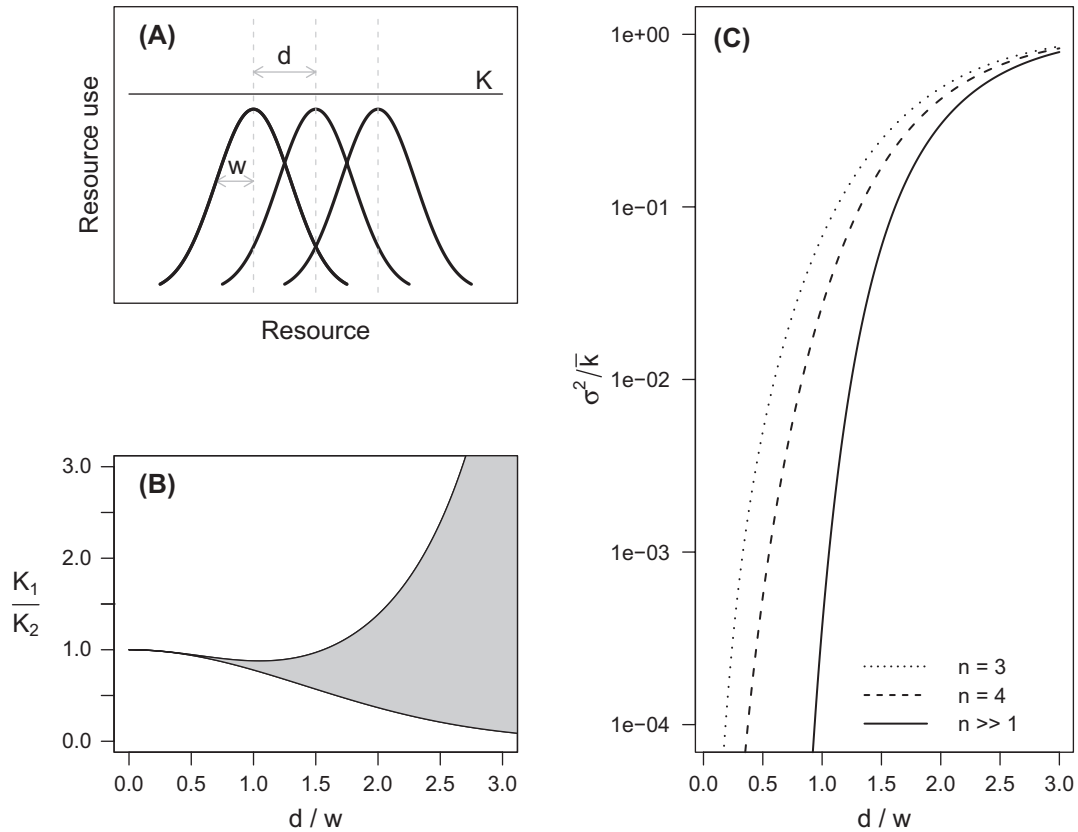 (A)
d
K
w
Resource use
Resource
(B)
3.0
2.0
1.0
0.0
K1
K2
0.0 0.5 1.0 1.5 2.0 2.5 3.0
d / w
(C)
1e+00
1e−01
1e−02
1e−03
1e−04
σ²/k̄
n = 3
n = 4
n >> 1
0.0 0.5 1.0 1.5 2.0 2.5 3.0
d / w